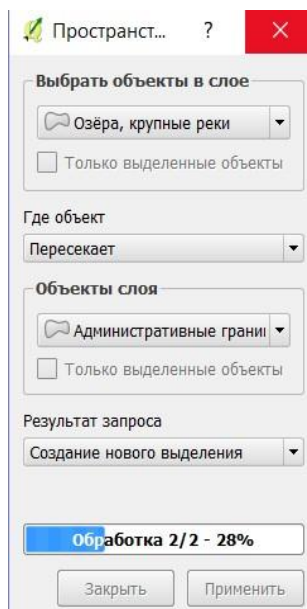 Пространст... ?
Выбрать объекты в слое
Озёра, крупные реки
Только выделенные объекты
Где объект
Пересекает
Объекты слоя
Административные грани
Только выделенные объекты
Результат запроса
Создание нового выделения
Обработка 2/2 - 28%
Закрыть Применить